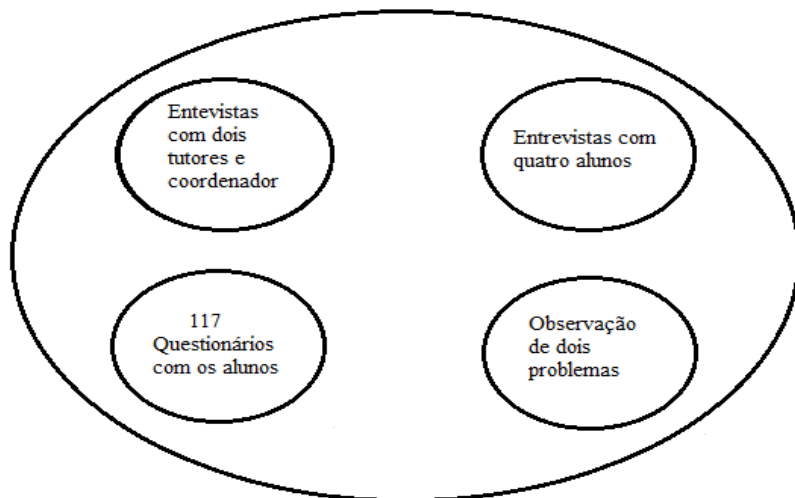 Entevistas
com dois
tutores e
coordenador
Entrevistas com
quatro alunos
117
Questionários
com os alunos
Observação
de dois
problemas